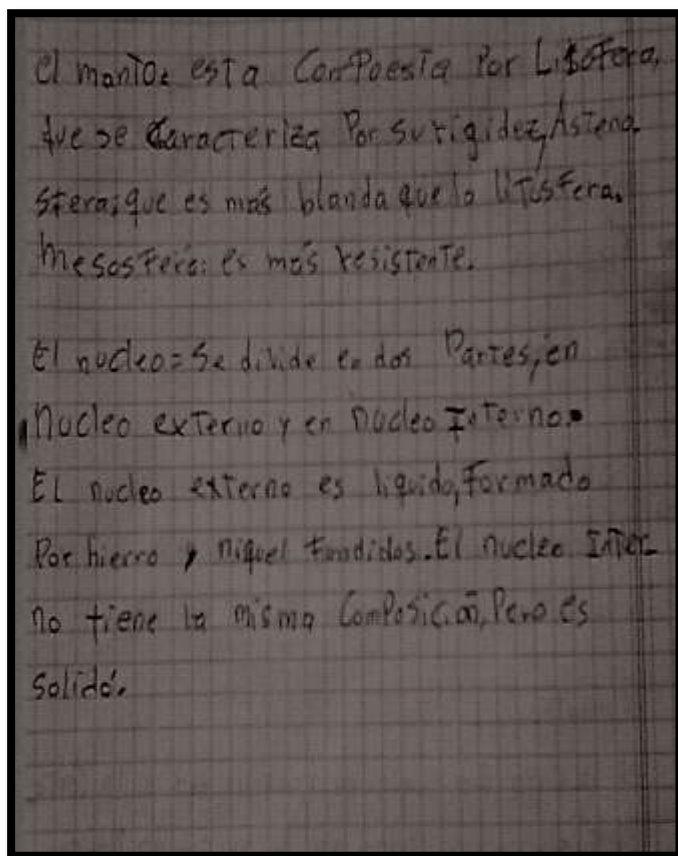 El manto: esta Compoesta Por Litosfera,
que se Caracteriza Por su rigidez, Asteno
sfera; que es más blanda que la litósfera.
Mesosfera: es más resistente.
El nucleo = Se divide en dos Partes, en
nucleo externo y en nucleo Interno.
EL nucleo externo es liquido, Formado
Por hierro y niquel fundidos. El nucleo Inter-
no tiene la misma Composición, Pero es
Solido.